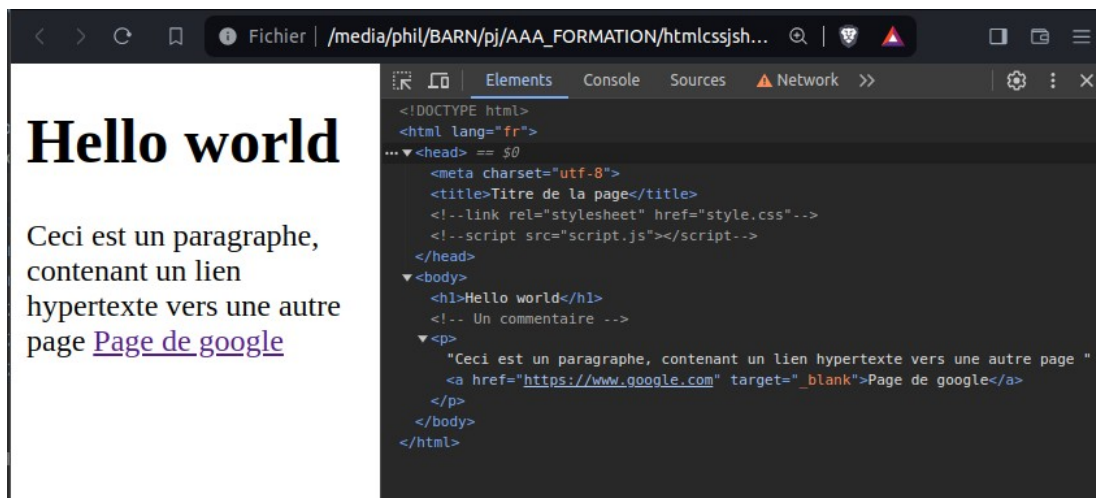 Fichier | /media/phil/BARN/pj/AAA_FORMATION/htmlcssjsh...
Hello world
Ceci est un paragraphe,
contenant un lien
hypertexte vers une autre
page Page de google
Elements Console Sources Network >>
<!DOCTYPE html>
<html lang="fr">
... ▼<head> == $0
<meta charset="utf-8">
<title>Titre de la page</title>
<!--link rel="stylesheet" href="style.css"-->
<!--script src="script.js"></script-->
</head>
▼<body>
<h1>Hello world</h1>
<!-- Un commentaire -->
▼<p>
"Ceci est un paragraphe, contenant un lien hypertexte vers une autre page "
<a href="https://www.google.com" target="_blank">Page de google</a>
</p>
</body>
</html>